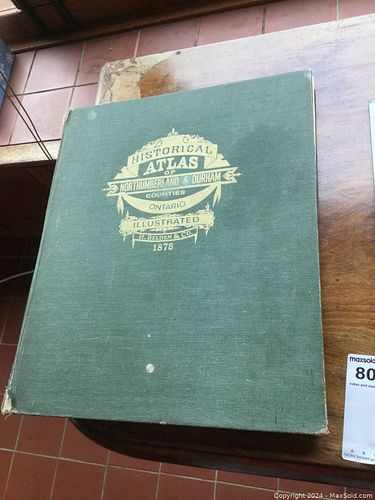 HISTORICAL
ATLAS
OF
NORTHUMBERLAND & DURHAM
COUNTIES
ONTARIO
ILLUSTRATED
H. BELDEN & CO.
1878
maxsold
80
Copyright 2024 - MaxSold.com